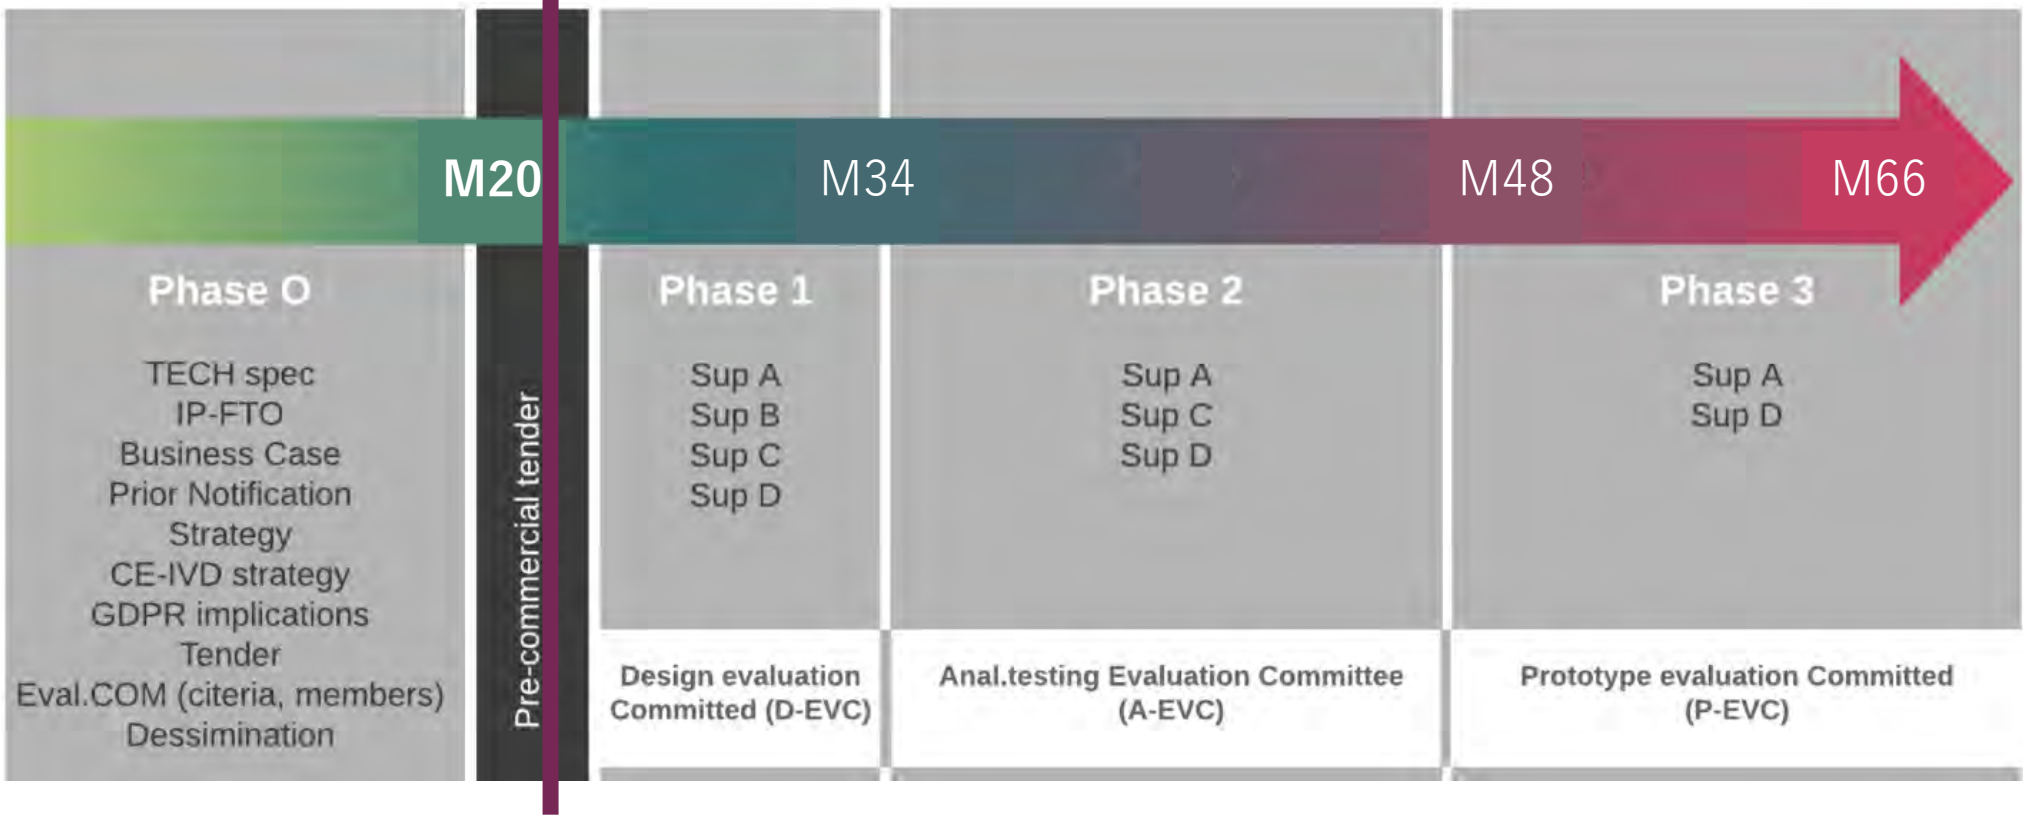 M20 M34 M48 M66
Phase O
TECH spec
IP-FTO
Business Case
Prior Notification
Strategy
CE-IVD strategy
GDPR implications
Tender
Eval.COM (citeria, members)
Dessimination
Pre-commercial tender
Phase 1
Sup A
Sup B
Sup C
Sup D
Design evaluation
Committed (D-EVC)
Phase 2
Sup A
Sup C
Sup D
Anal.testing Evaluation Committee
(A-EVC)
Phase 3
Sup A
Sup D
Prototype evaluation Committed
(P-EVC)